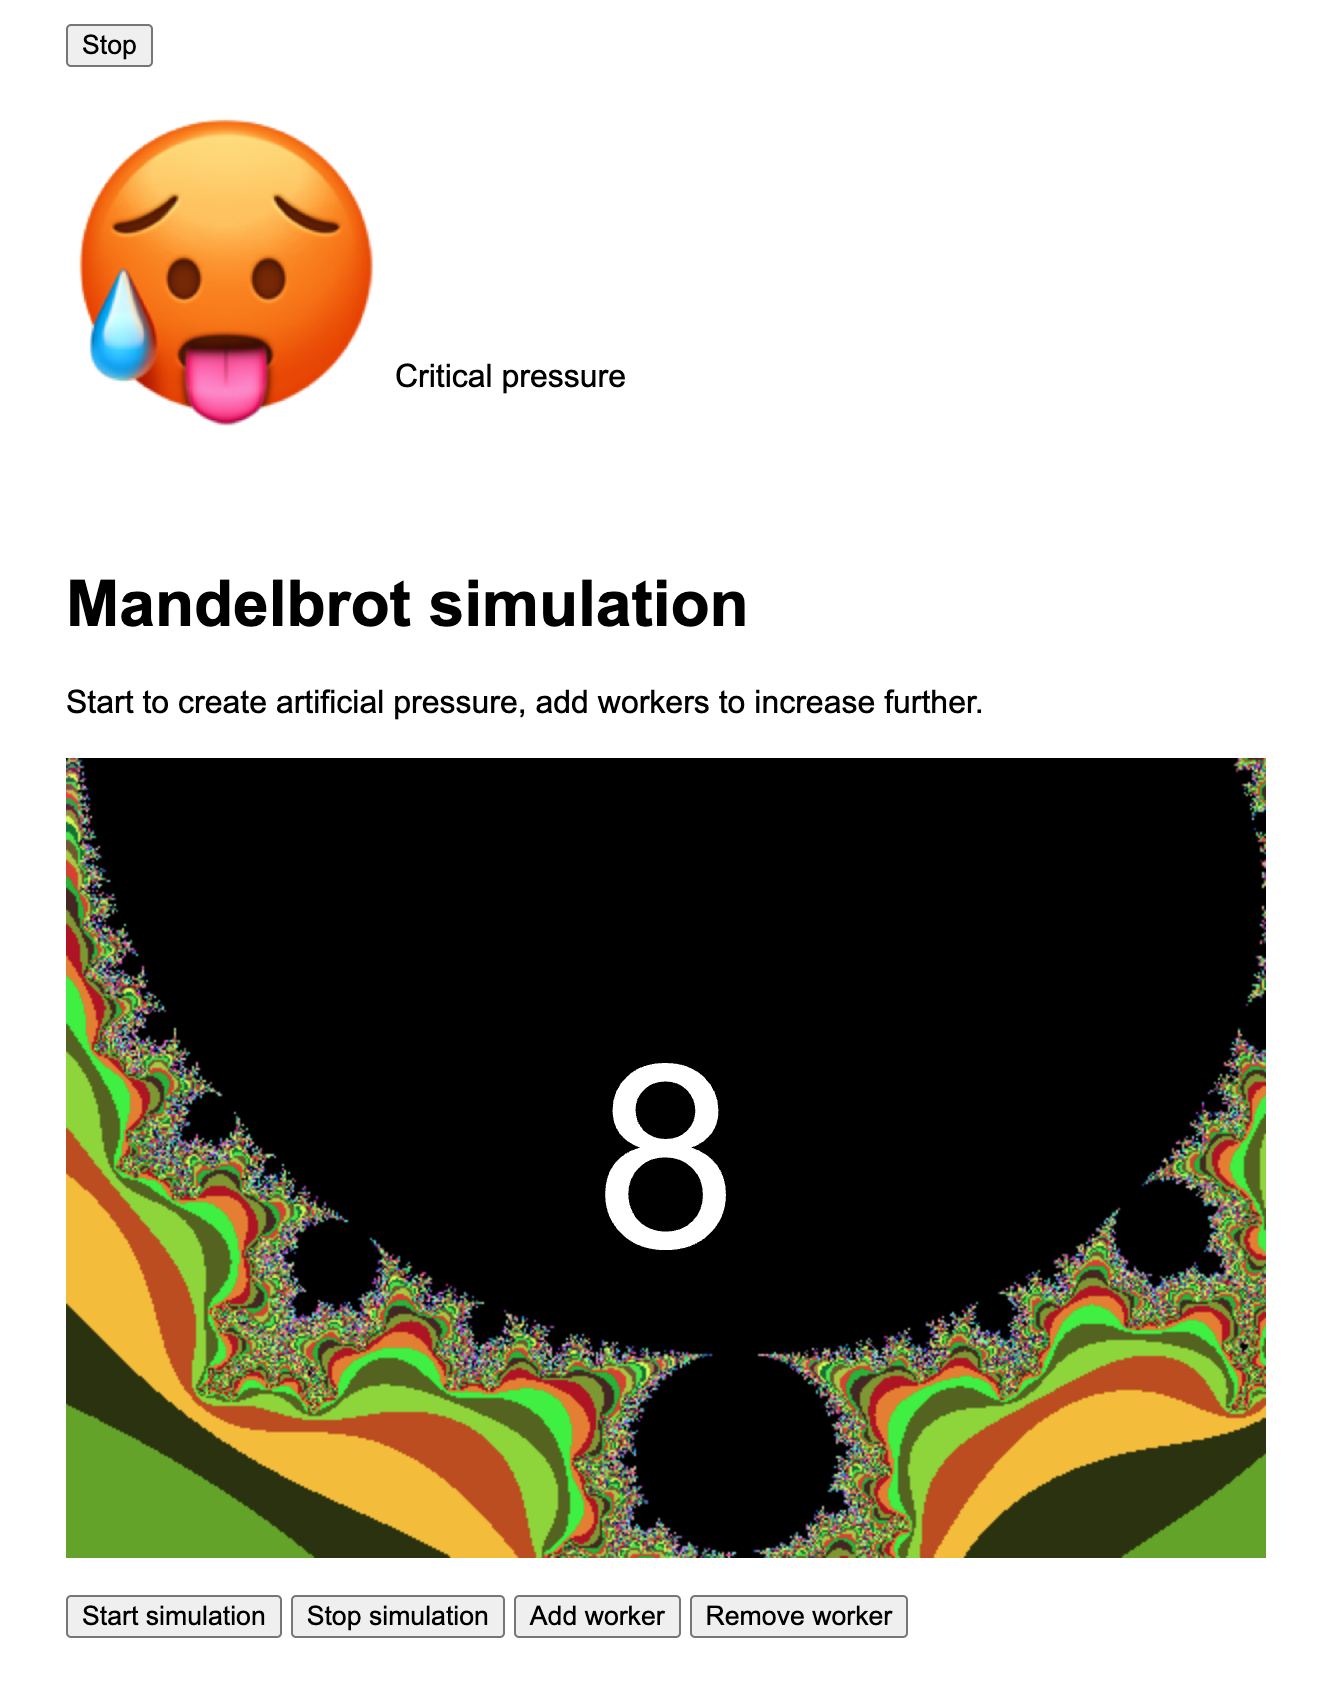 Stop
Critical pressure
Mandelbrot simulation
Start to create artificial pressure, add workers to increase further.
8
Start simulation Stop simulation Add worker Remove worker